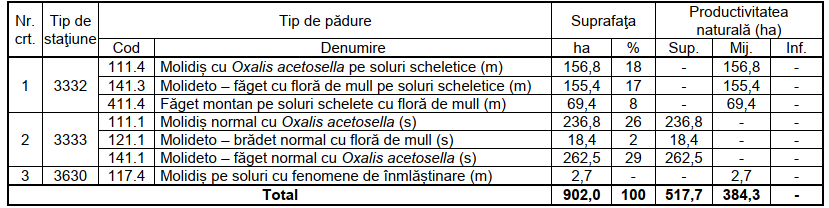 Nr. crt. Tip de staţiune Tip de pădure Suprafaţa Productivitatea naturală (ha)
Cod Denumire ha % Sup. Mij. Inf.
1 3332 111.4 Molidiș cu Oxalis acetosella pe soluri scheletice (m) 156,8 18 - 156,8 -
141.3 Molideto – făget cu floră de mull pe soluri scheletice (m) 155,4 17 - 155,4 -
411.4 Făget montan pe soluri schelete cu floră de mull (m) 69,4 8 - 69,4 -
2 3333 111.1 Molidiș normal cu Oxalis acetosella (s) 236,8 26 236,8 - -
121.1 Molideto – brădet normal cu floră de mull (s) 18,4 2 18,4 - -
141.1 Molideto – făget normal cu Oxalis acetosella (s) 262,5 29 262,5 - -
3 3630 117.4 Molidiș pe soluri cu fenomene de înmlăștinare (m) 2,7 - - 2,7 -
Total 902,0 100 517,7 384,3 -